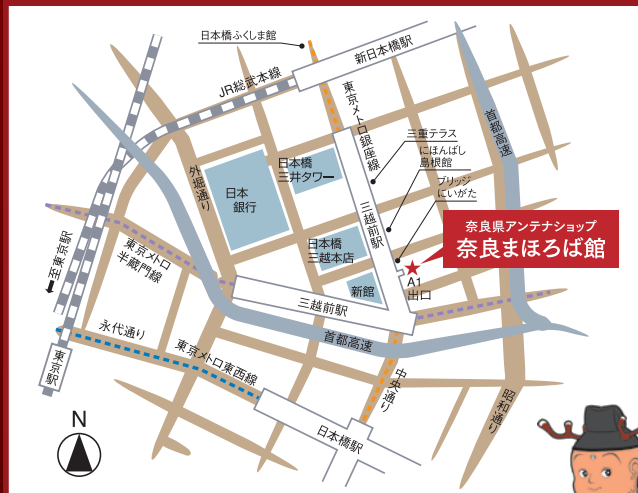 日本橋ふくしま館
新日本橋駅
JR総武本線
東京メトロ銀座線
首都高速
三重テラス
にほんばし
島根館
ブリッジ
にいがた
外堀通り
日本
銀行
日本橋
三井タワー
三越前駅
奈良県アンテナショップ
奈良まほろば館
日本橋
三越本店
新館
A1
出口
東京メトロ
半蔵門線
至東京駅
三越前駅
首都高速
永代通り
東京メトロ東西線
東京駅
中央通り
昭和通り
日本橋駅
N